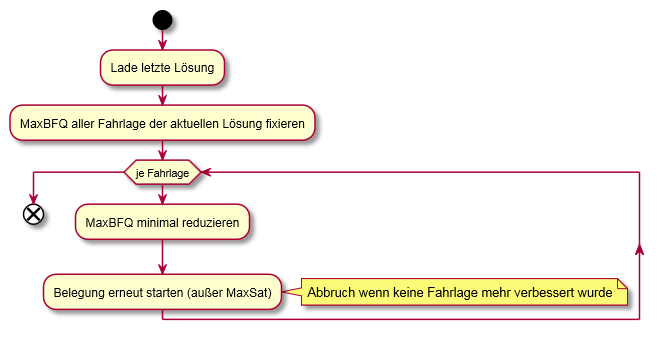 Lade letzte Lösung
MaxBFQ aller Fahrlage der aktuellen Lösung fixieren
je Fahrlage
MaxBFQ minimal reduzieren
Belegung erneut starten (außer MaxSat)
Abbruch wenn keine Fahrlage mehr verbessert wurde